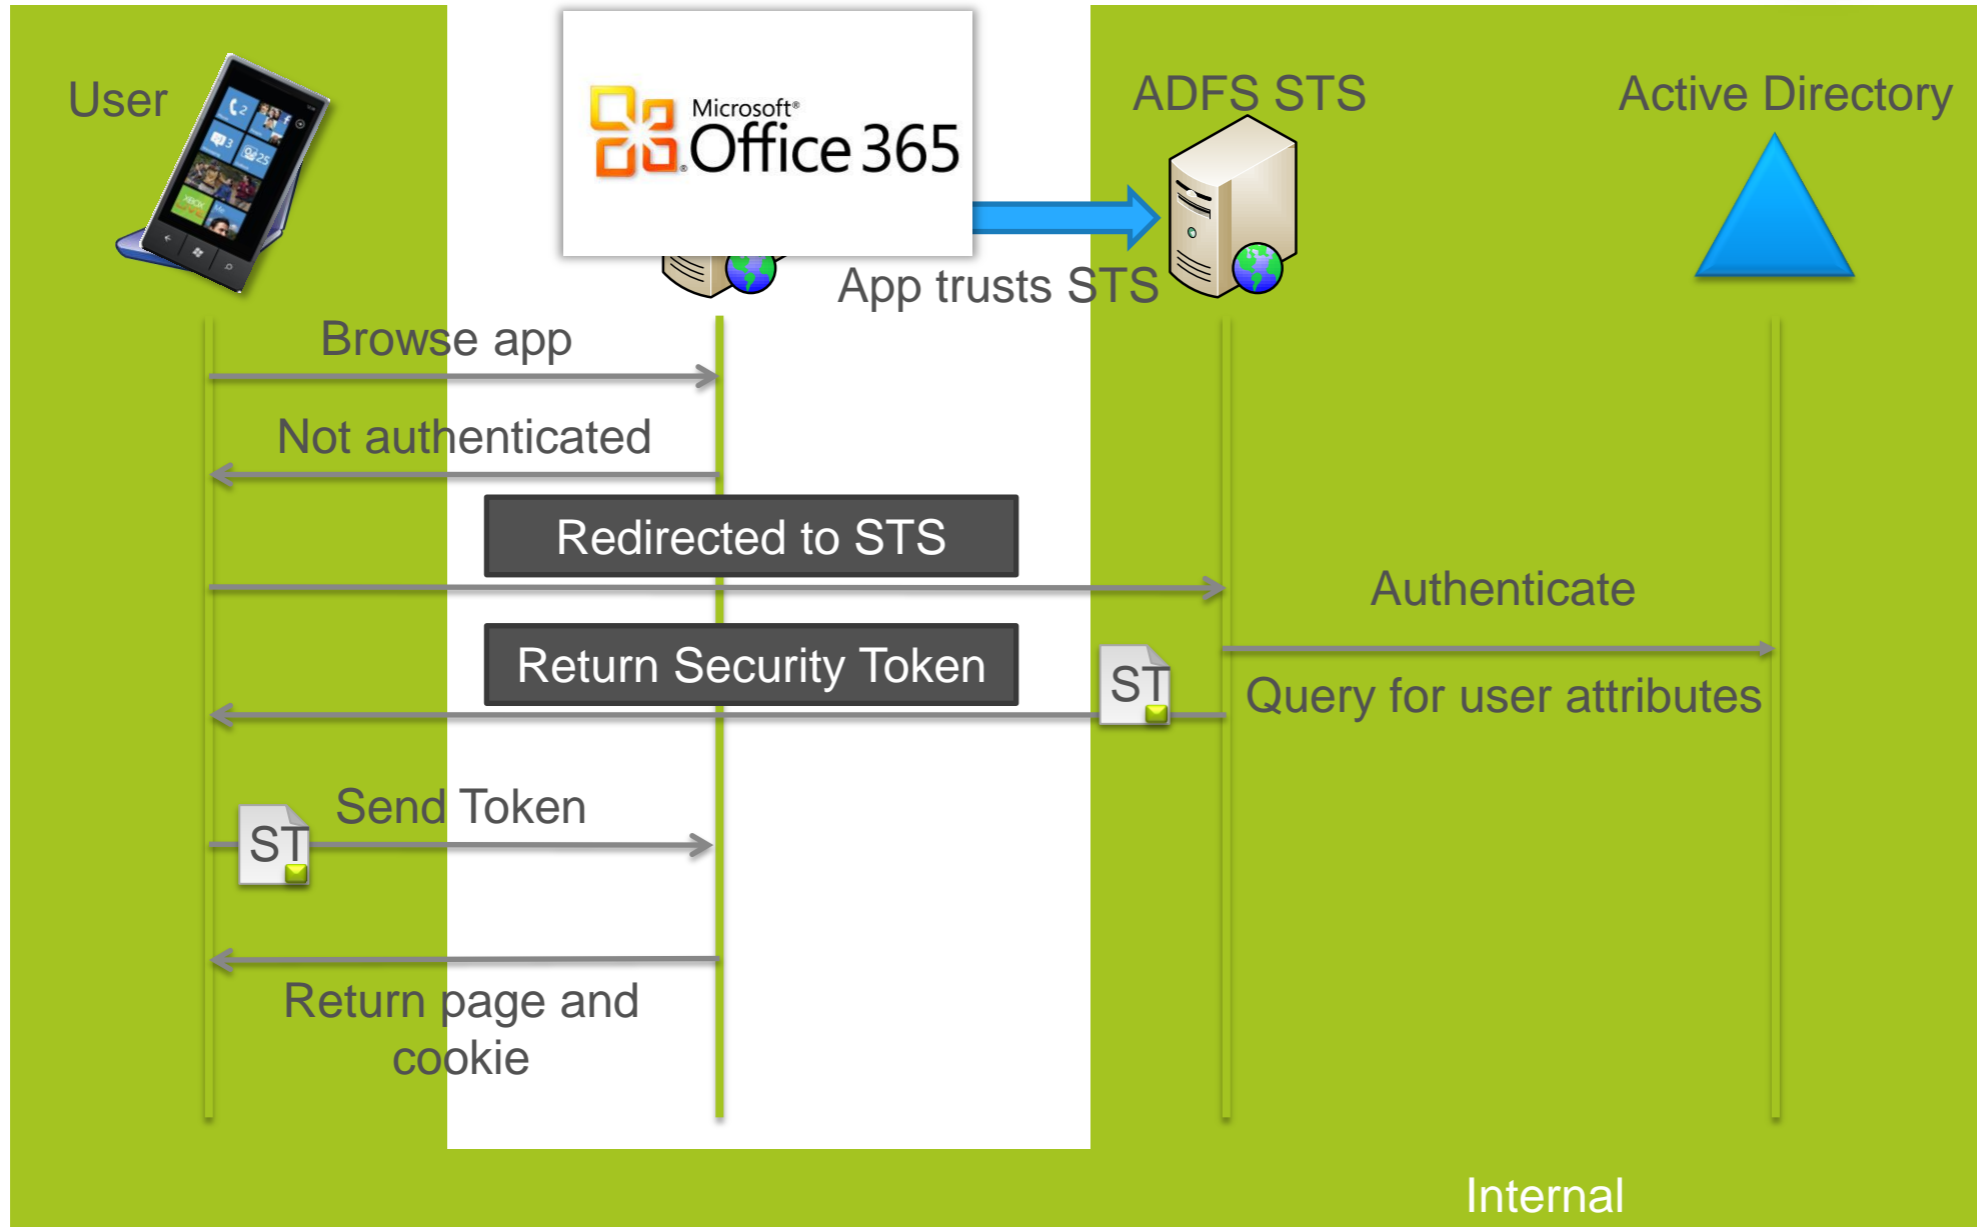 User
Microsoft®
Office 365
ADFS STS
Active Directory
App trusts STS
Browse app
Not authenticated
Redirected to STS
Authenticate
Return Security Token
ST
Query for user attributes
Send Token
ST
Return page and
cookie
Internal